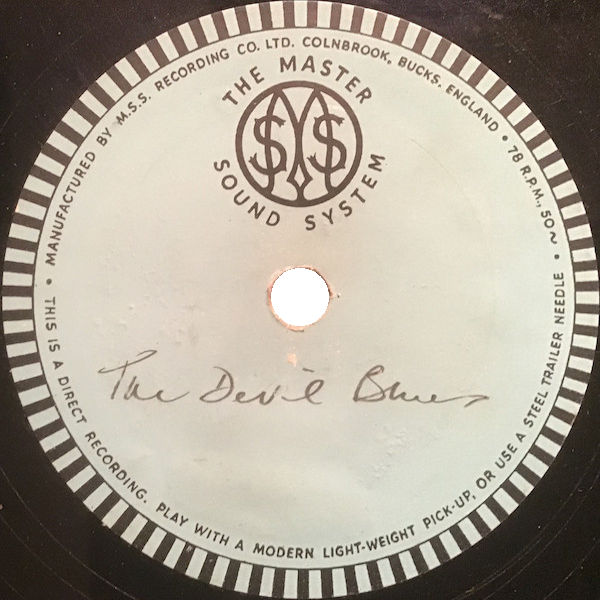 MANUFACTURED BY M.S.S. RECORDING CO. LTD. COLNBROOK, BUCKS. ENGLAND • 78 R.P.M., 50~
THE MASTER
SMS
SOUND SYSTEM
The Devil Blues
• THIS IS A DIRECT RECORDING. PLAY WITH A MODERN LIGHT-WEIGHT PICK-UP, OR USE A STEEL TRAILER NEEDLE •